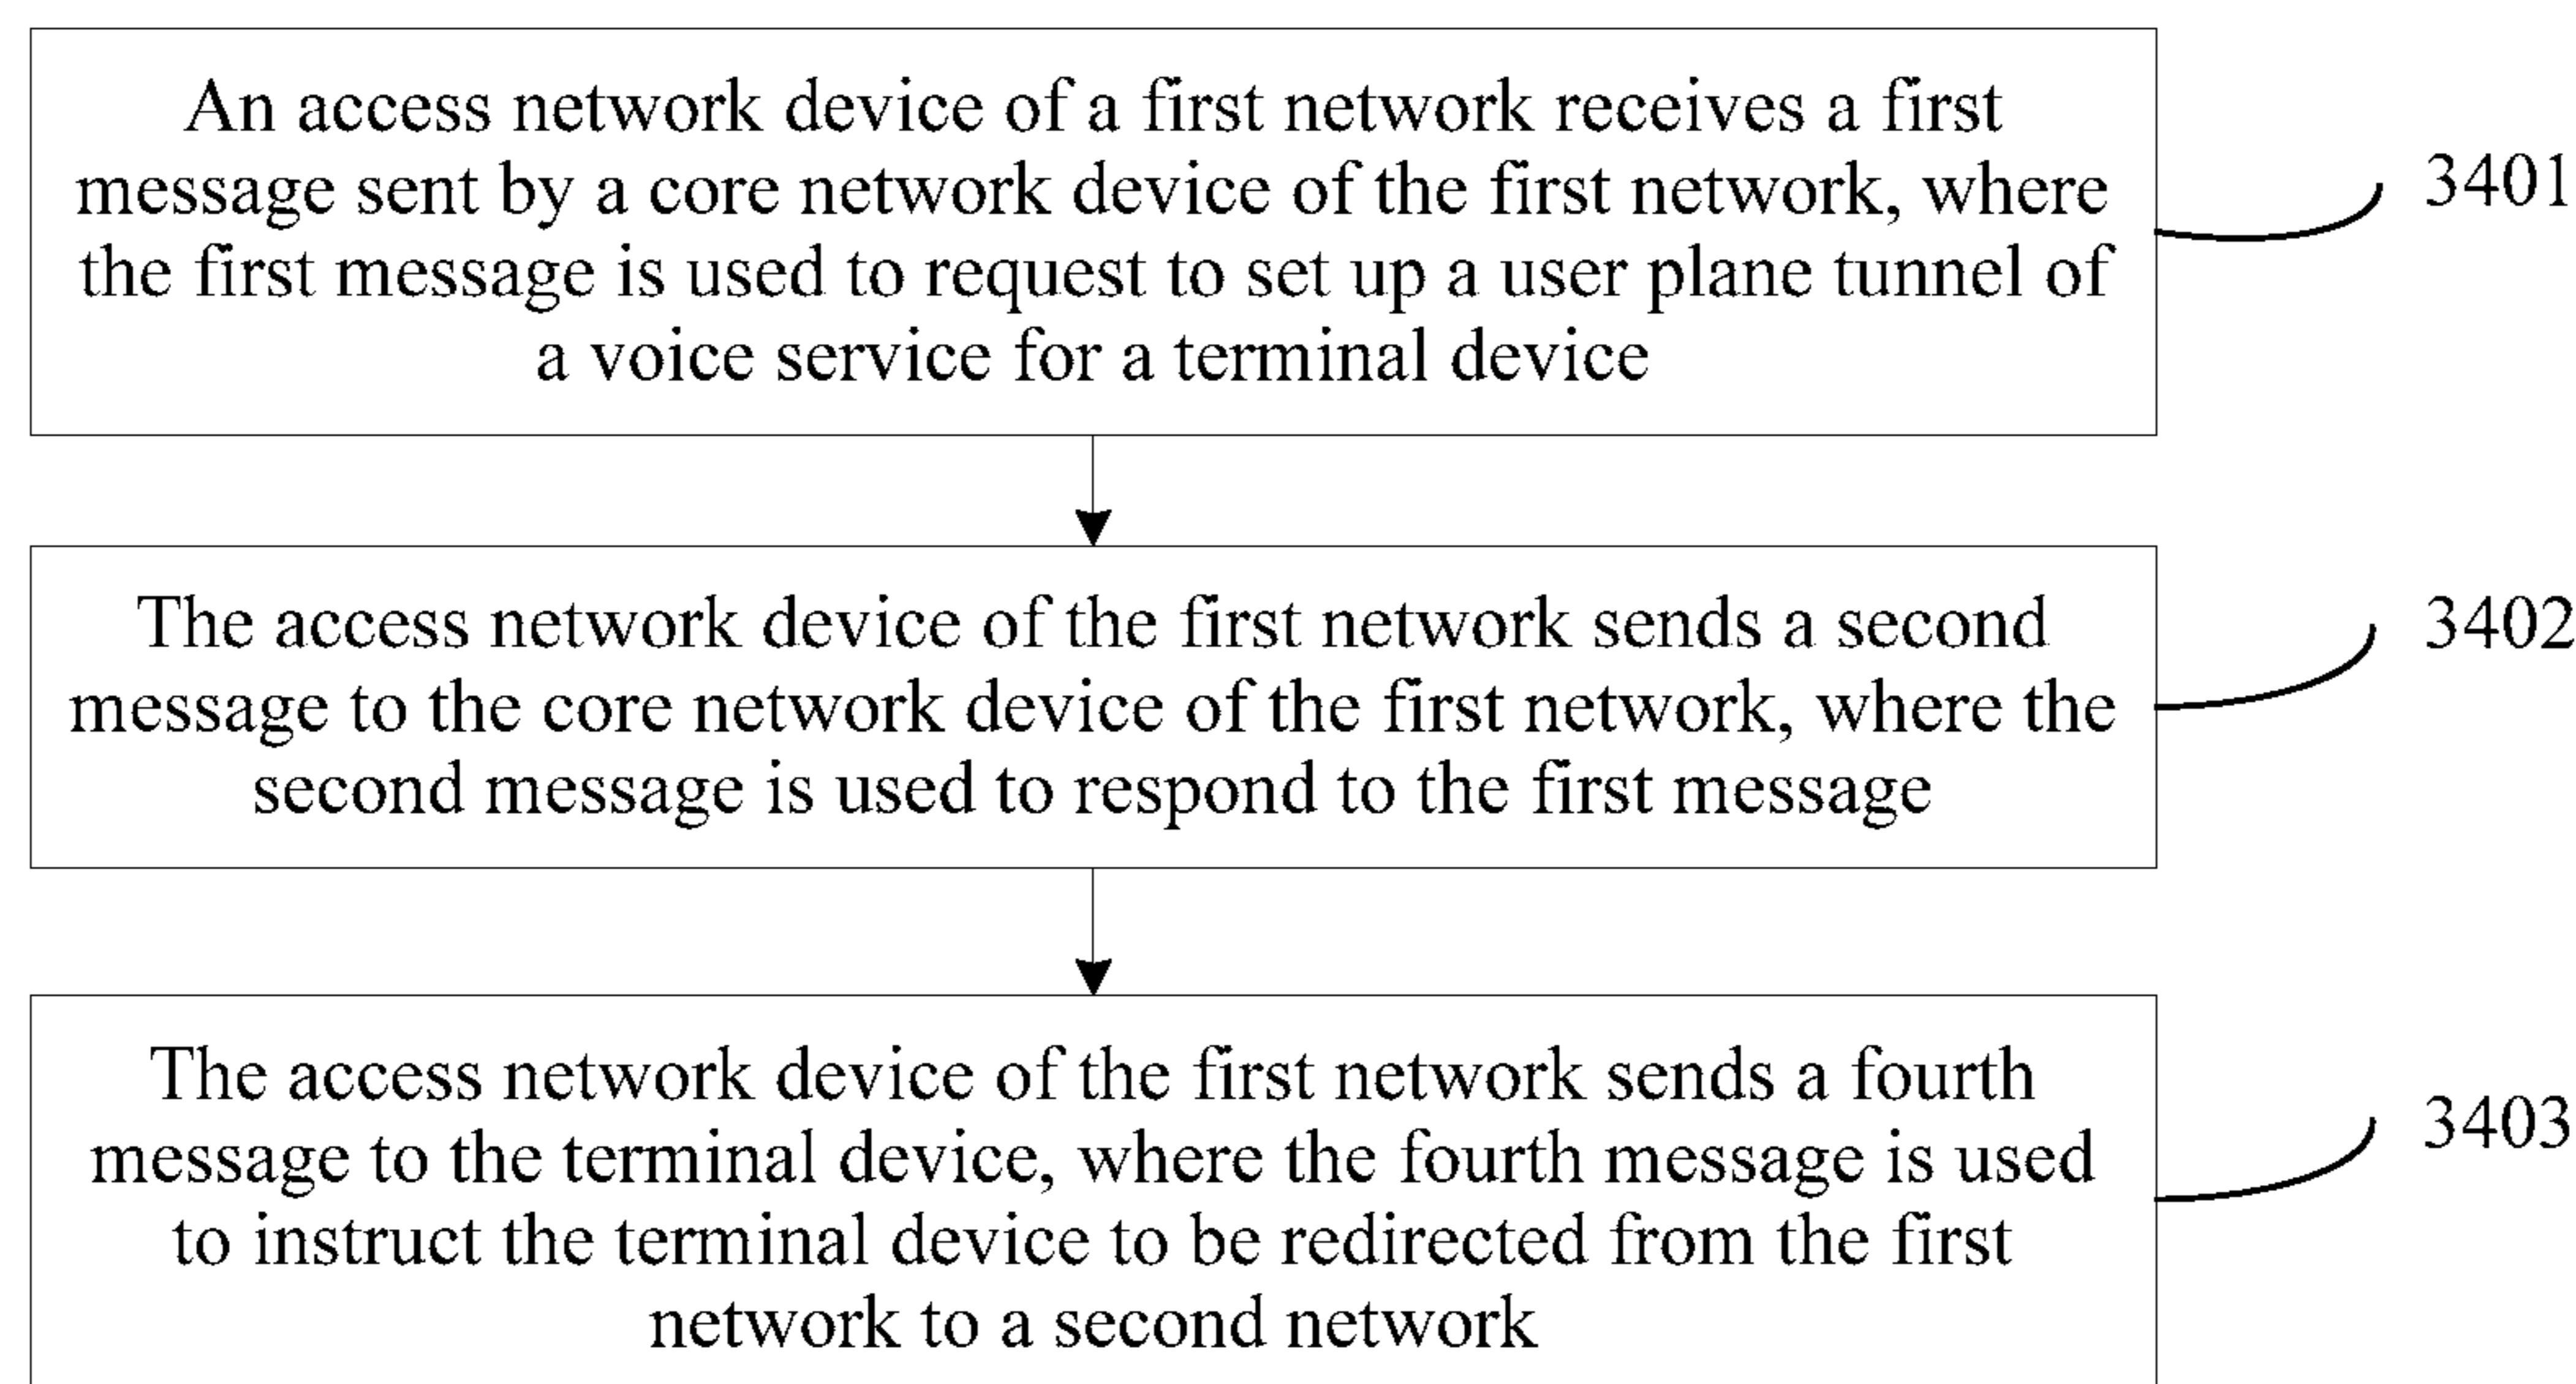 An access network device of a first network receives a first
message sent by a core network device of the first network, where
the first message is used to request to set up a user plane tunnel of
a voice service for a terminal device
3401
The access network device of the first network sends a second
message to the core network device of the first network, where the
second message is used to respond to the first message
3402
The access network device of the first network sends a fourth
message to the terminal device, where the fourth message is used
to instruct the terminal device to be redirected from the first
network to a second network
3403